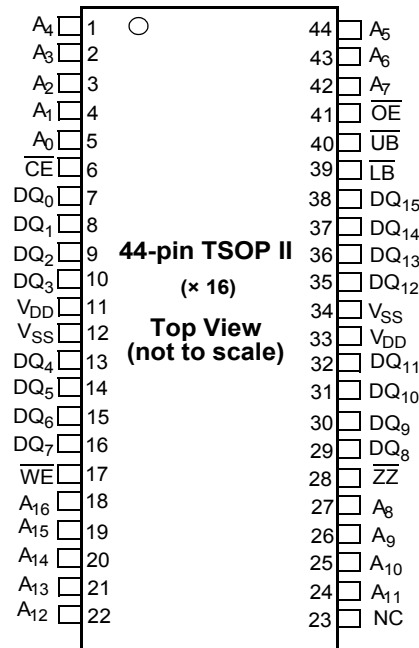 A4 1 44 A5
A3 2 43 A6
A2 3 42 A7
A1 4 41 OE
A0 5 40 UB
CE 6 39 LB
DQ0 7 38 DQ15
DQ1 8 37 DQ14
DQ2 9 44-pin TSOP II 36 DQ13
DQ3 10 (× 16) 35 DQ12
VDD 11 34 VSS
VSS 12 Top View 33 VDD
DQ4 13 (not to scale) 32 DQ11
DQ5 14 31 DQ10
DQ6 15 30 DQ9
DQ7 16 29 DQ8
WE 17 28 ZZ
A16 18 27 A8
A15 19 26 A9
A14 20 25 A10
A13 21 24 A11
A12 22 23 NC